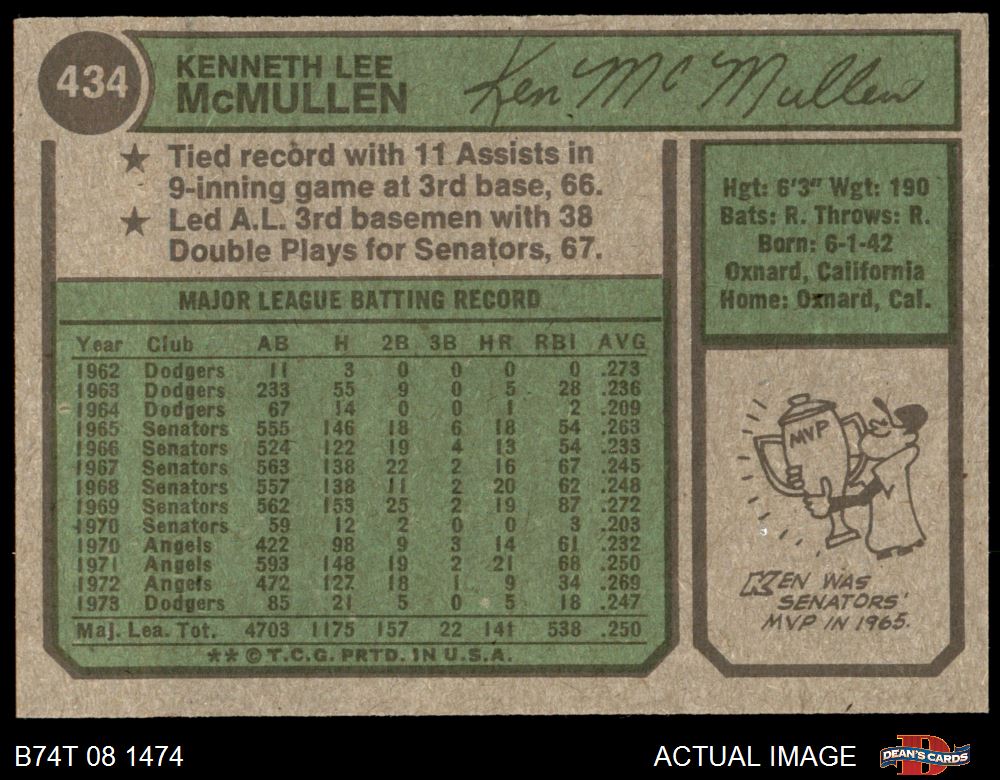 434
KENNETH LEE
McMULLEN
Ken McMullen
★ Tied record with 11 Assists in
9-inning game at 3rd base, 66.
★ Led A.L. 3rd basemen with 38
Double Plays for Senators, 67.
Hgt: 6'3" Wgt: 190
Bats: R. Throws: R.
Born: 6-1-42
Oxnard, California
Home: Oxnard, Cal.
MAJOR LEAGUE BATTING RECORD
Year Club AB H 2B 3B HR RBI AVG
1962 Dodgers 11 3 0 0 0 0 .273
1963 Dodgers 233 55 9 0 5 28 .236
1964 Dodgers 67 14 0 0 1 2 .209
1965 Senators 555 146 18 6 18 54 .263
1966 Senators 524 122 19 4 13 54 .233
1967 Senators 563 138 22 2 16 67 .245
1968 Senators 557 138 11 2 20 62 .248
1969 Senators 562 153 25 2 19 87 .272
1970 Senators 59 12 2 0 0 3 .203
1970 Angels 422 98 9 3 14 61 .232
1971 Angels 593 148 19 2 21 68 .250
1972 Angels 472 127 18 1 9 34 .269
1973 Dodgers 85 21 5 0 5 18 .247
Maj. Lea. Tot. 4703 1175 157 22 141 538 .250
** © T.C.G. PRTD. IN U.S.A.
MVP
KEN WAS
SENATORS'
MVP IN 1965.
B74T 08 1474
ACTUAL IMAGE
DEAN'S CARDS